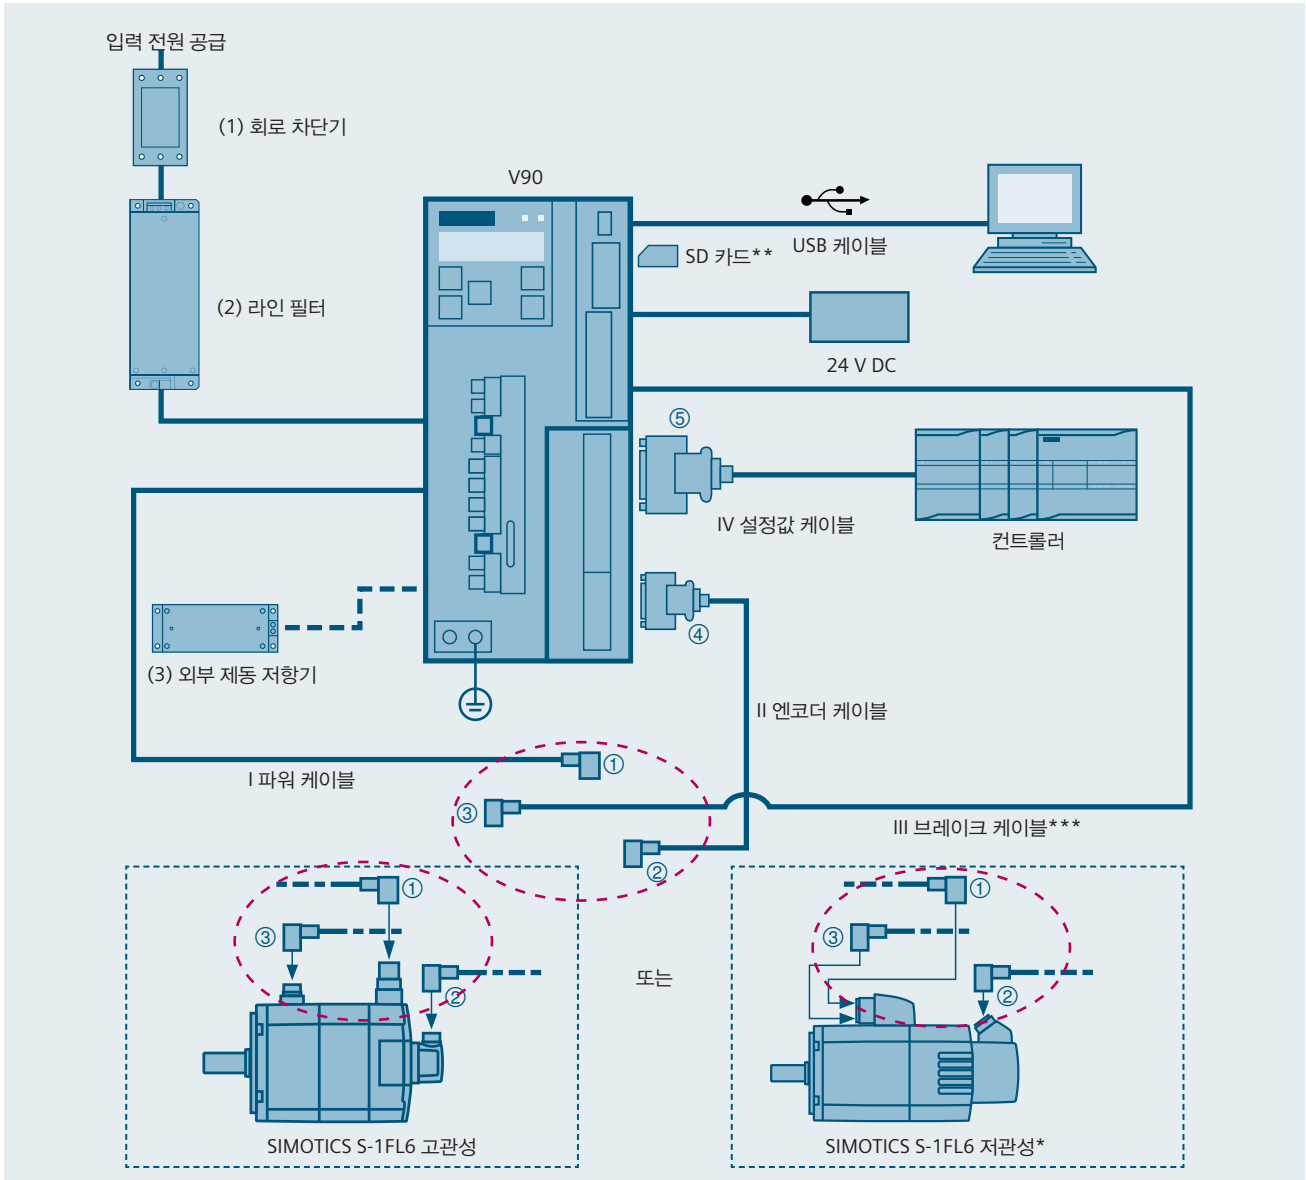 입력 전원 공급
(1) 회로 차단기
V90
USB 케이블
SD 카드**
(2) 라인 필터
24 V DC
⑤
IV 설정값 케이블
컨트롤러
④
(3) 외부 제동 저항기
II 엔코더 케이블
①
I 파워 케이블
③
III 브레이크 케이블***
②
①
③
②
SIMOTICS S-1FL6 고관성
또는
①
③
②
SIMOTICS S-1FL6 저관성*